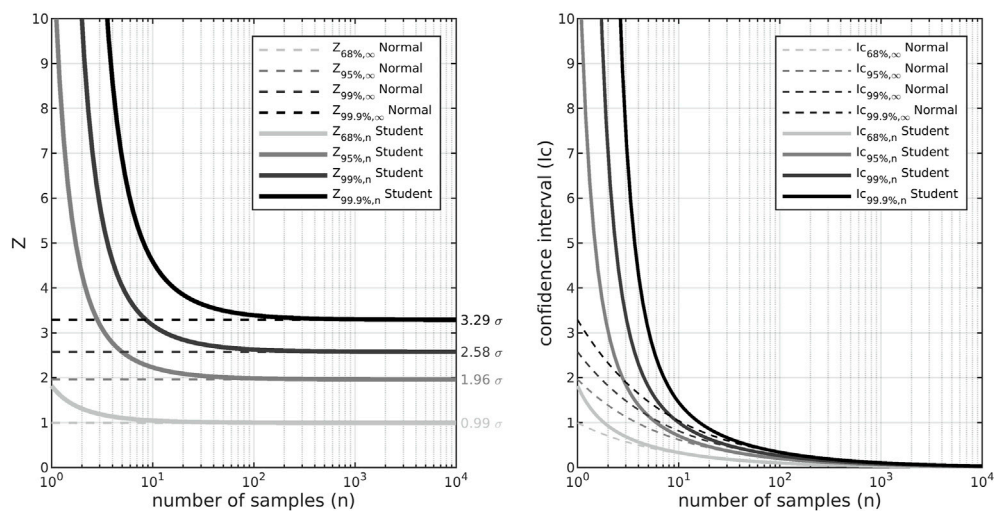 10
9
8
7
6
5
4
3
2
1
0
Z
Z68%,∞ Normal
Z95%,∞ Normal
Z99%,∞ Normal
Z99.9%,∞ Normal
Z68%,n Student
Z95%,n Student
Z99%,n Student
Z99.9%,n Student
3.29 σ
2.58 σ
1.96 σ
0.99 σ
10^0 10^1 10^2 10^3 10^4
number of samples (n)
10
9
8
7
6
5
4
3
2
1
0
confidence interval (Ic)
Ic68%,∞ Normal
Ic95%,∞ Normal
Ic99%,∞ Normal
Ic99.9%,∞ Normal
Ic68%,n Student
Ic95%,n Student
Ic99%,n Student
Ic99.9%,n Student
10^0 10^1 10^2 10^3 10^4
number of samples (n)